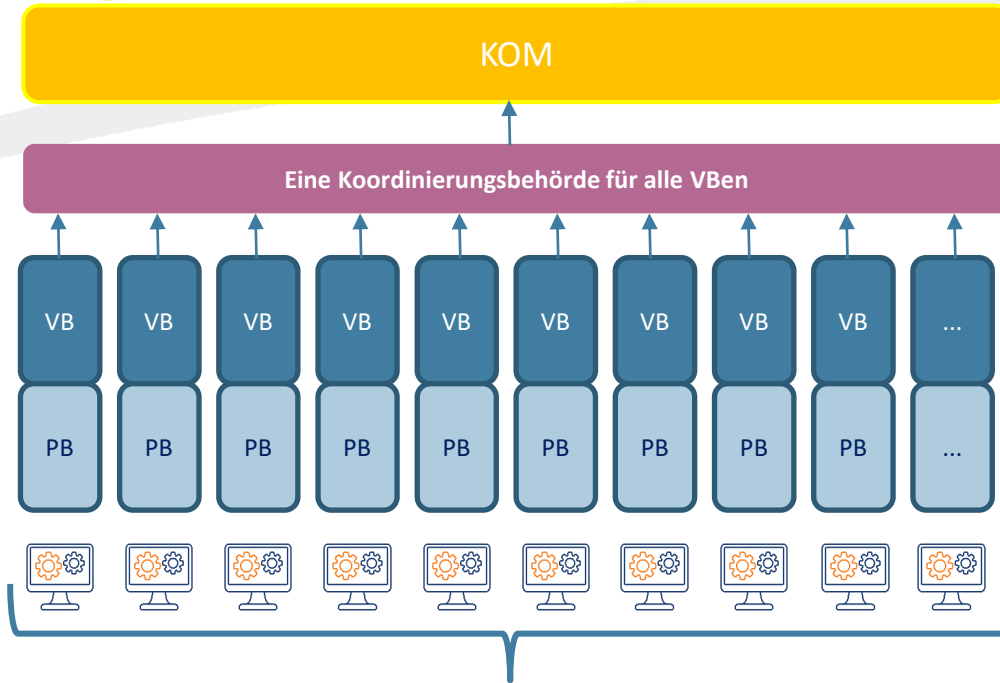 KOM
Eine Koordinierungsbehörde für alle VBen
VB VB VB VB VB VB VB VB VB ...
PB PB PB PB PB PB PB PB PB ...